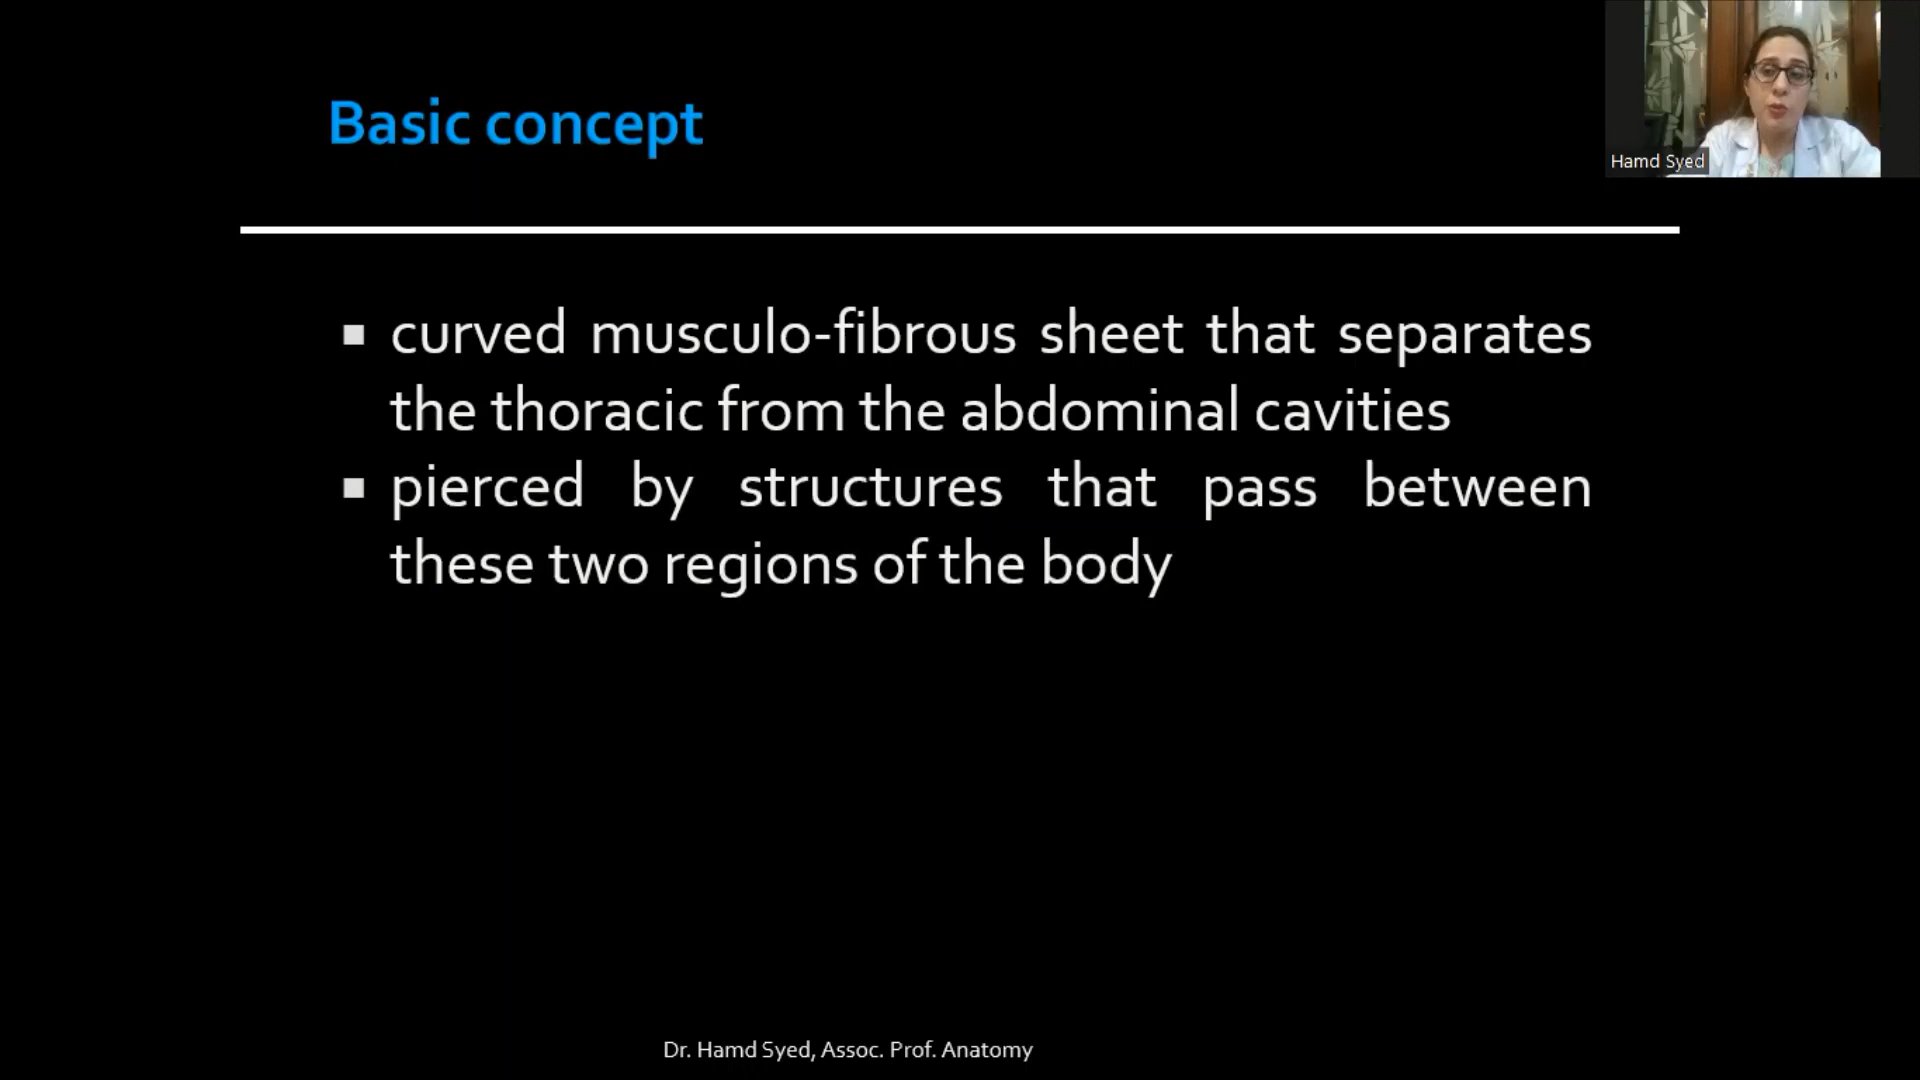 Basic concept
Hamd Syed
▪ curved musculo-fibrous sheet that separates
the thoracic from the abdominal cavities
▪ pierced by structures that pass between
these two regions of the body
Dr. Hamd Syed, Assoc. Prof. Anatomy